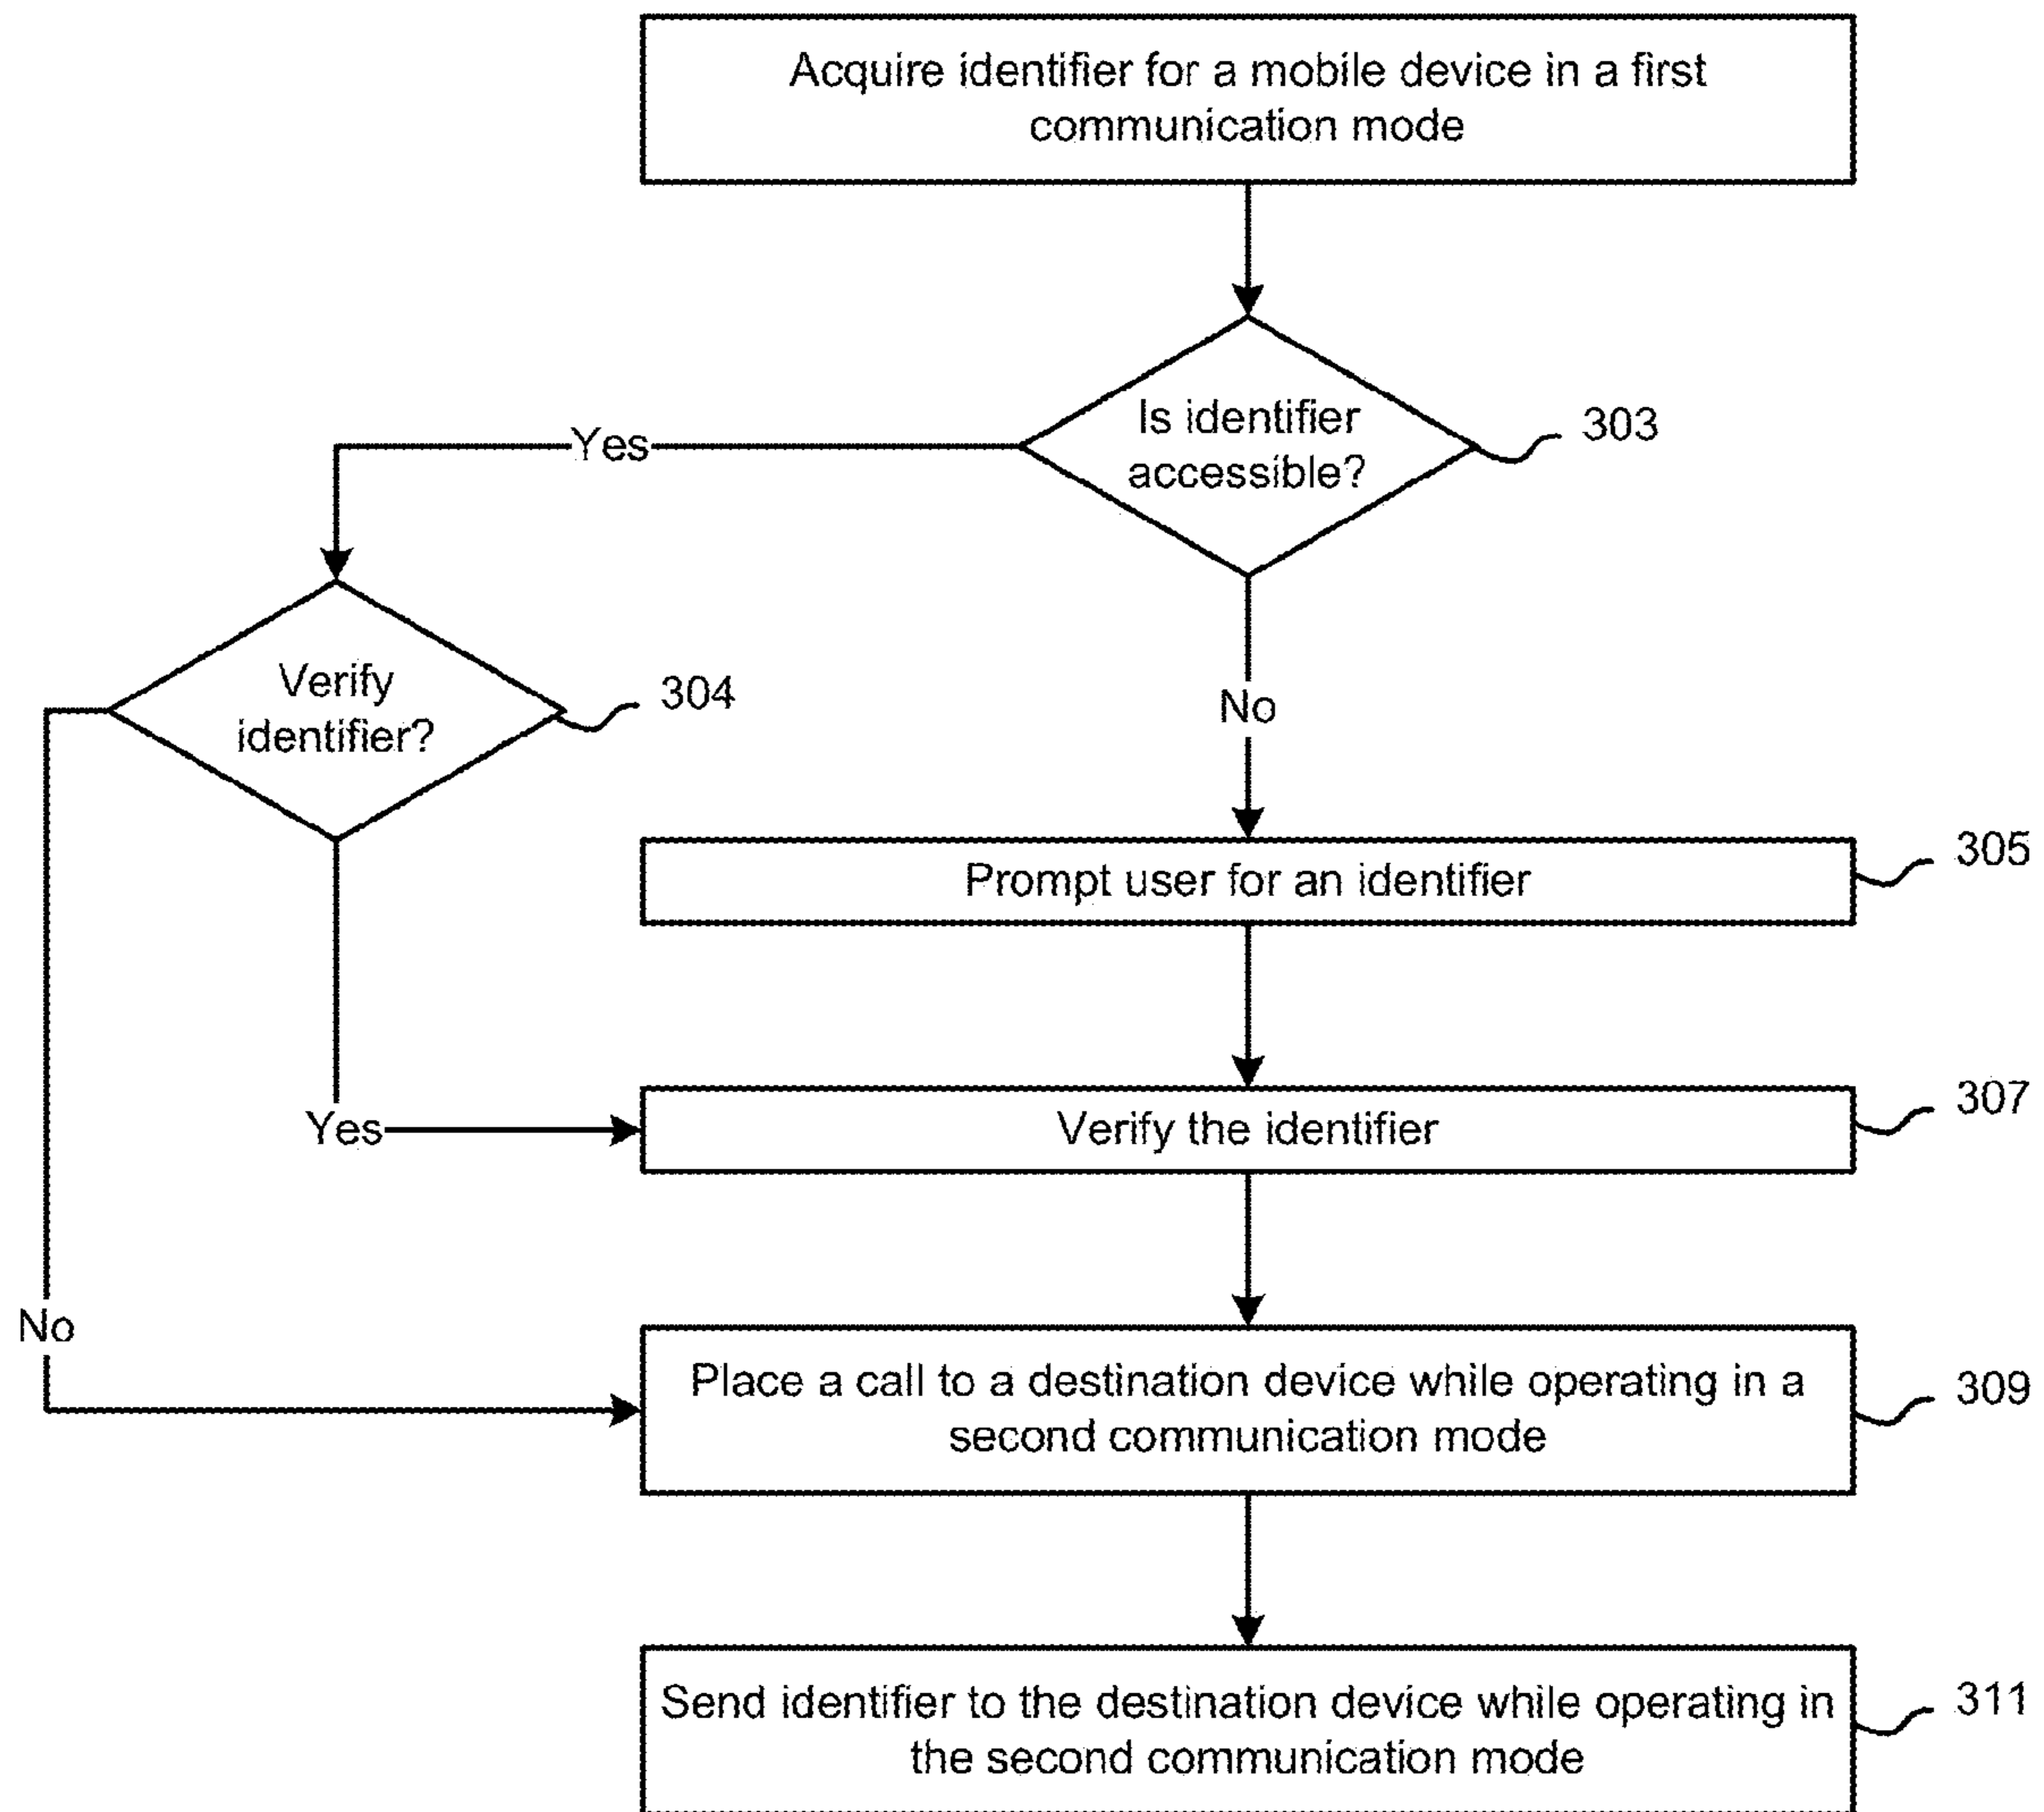 Acquire identifier for a mobile device in a first
communication mode
Is identifier
accessible?
303
Yes
Verify
identifier?
304
No
Prompt user for an identifier
305
Yes
Verify the identifier
307
No
Place a call to a destination device while operating in a
second communication mode
309
Send identifier to the destination device while operating in
the second communication mode
311